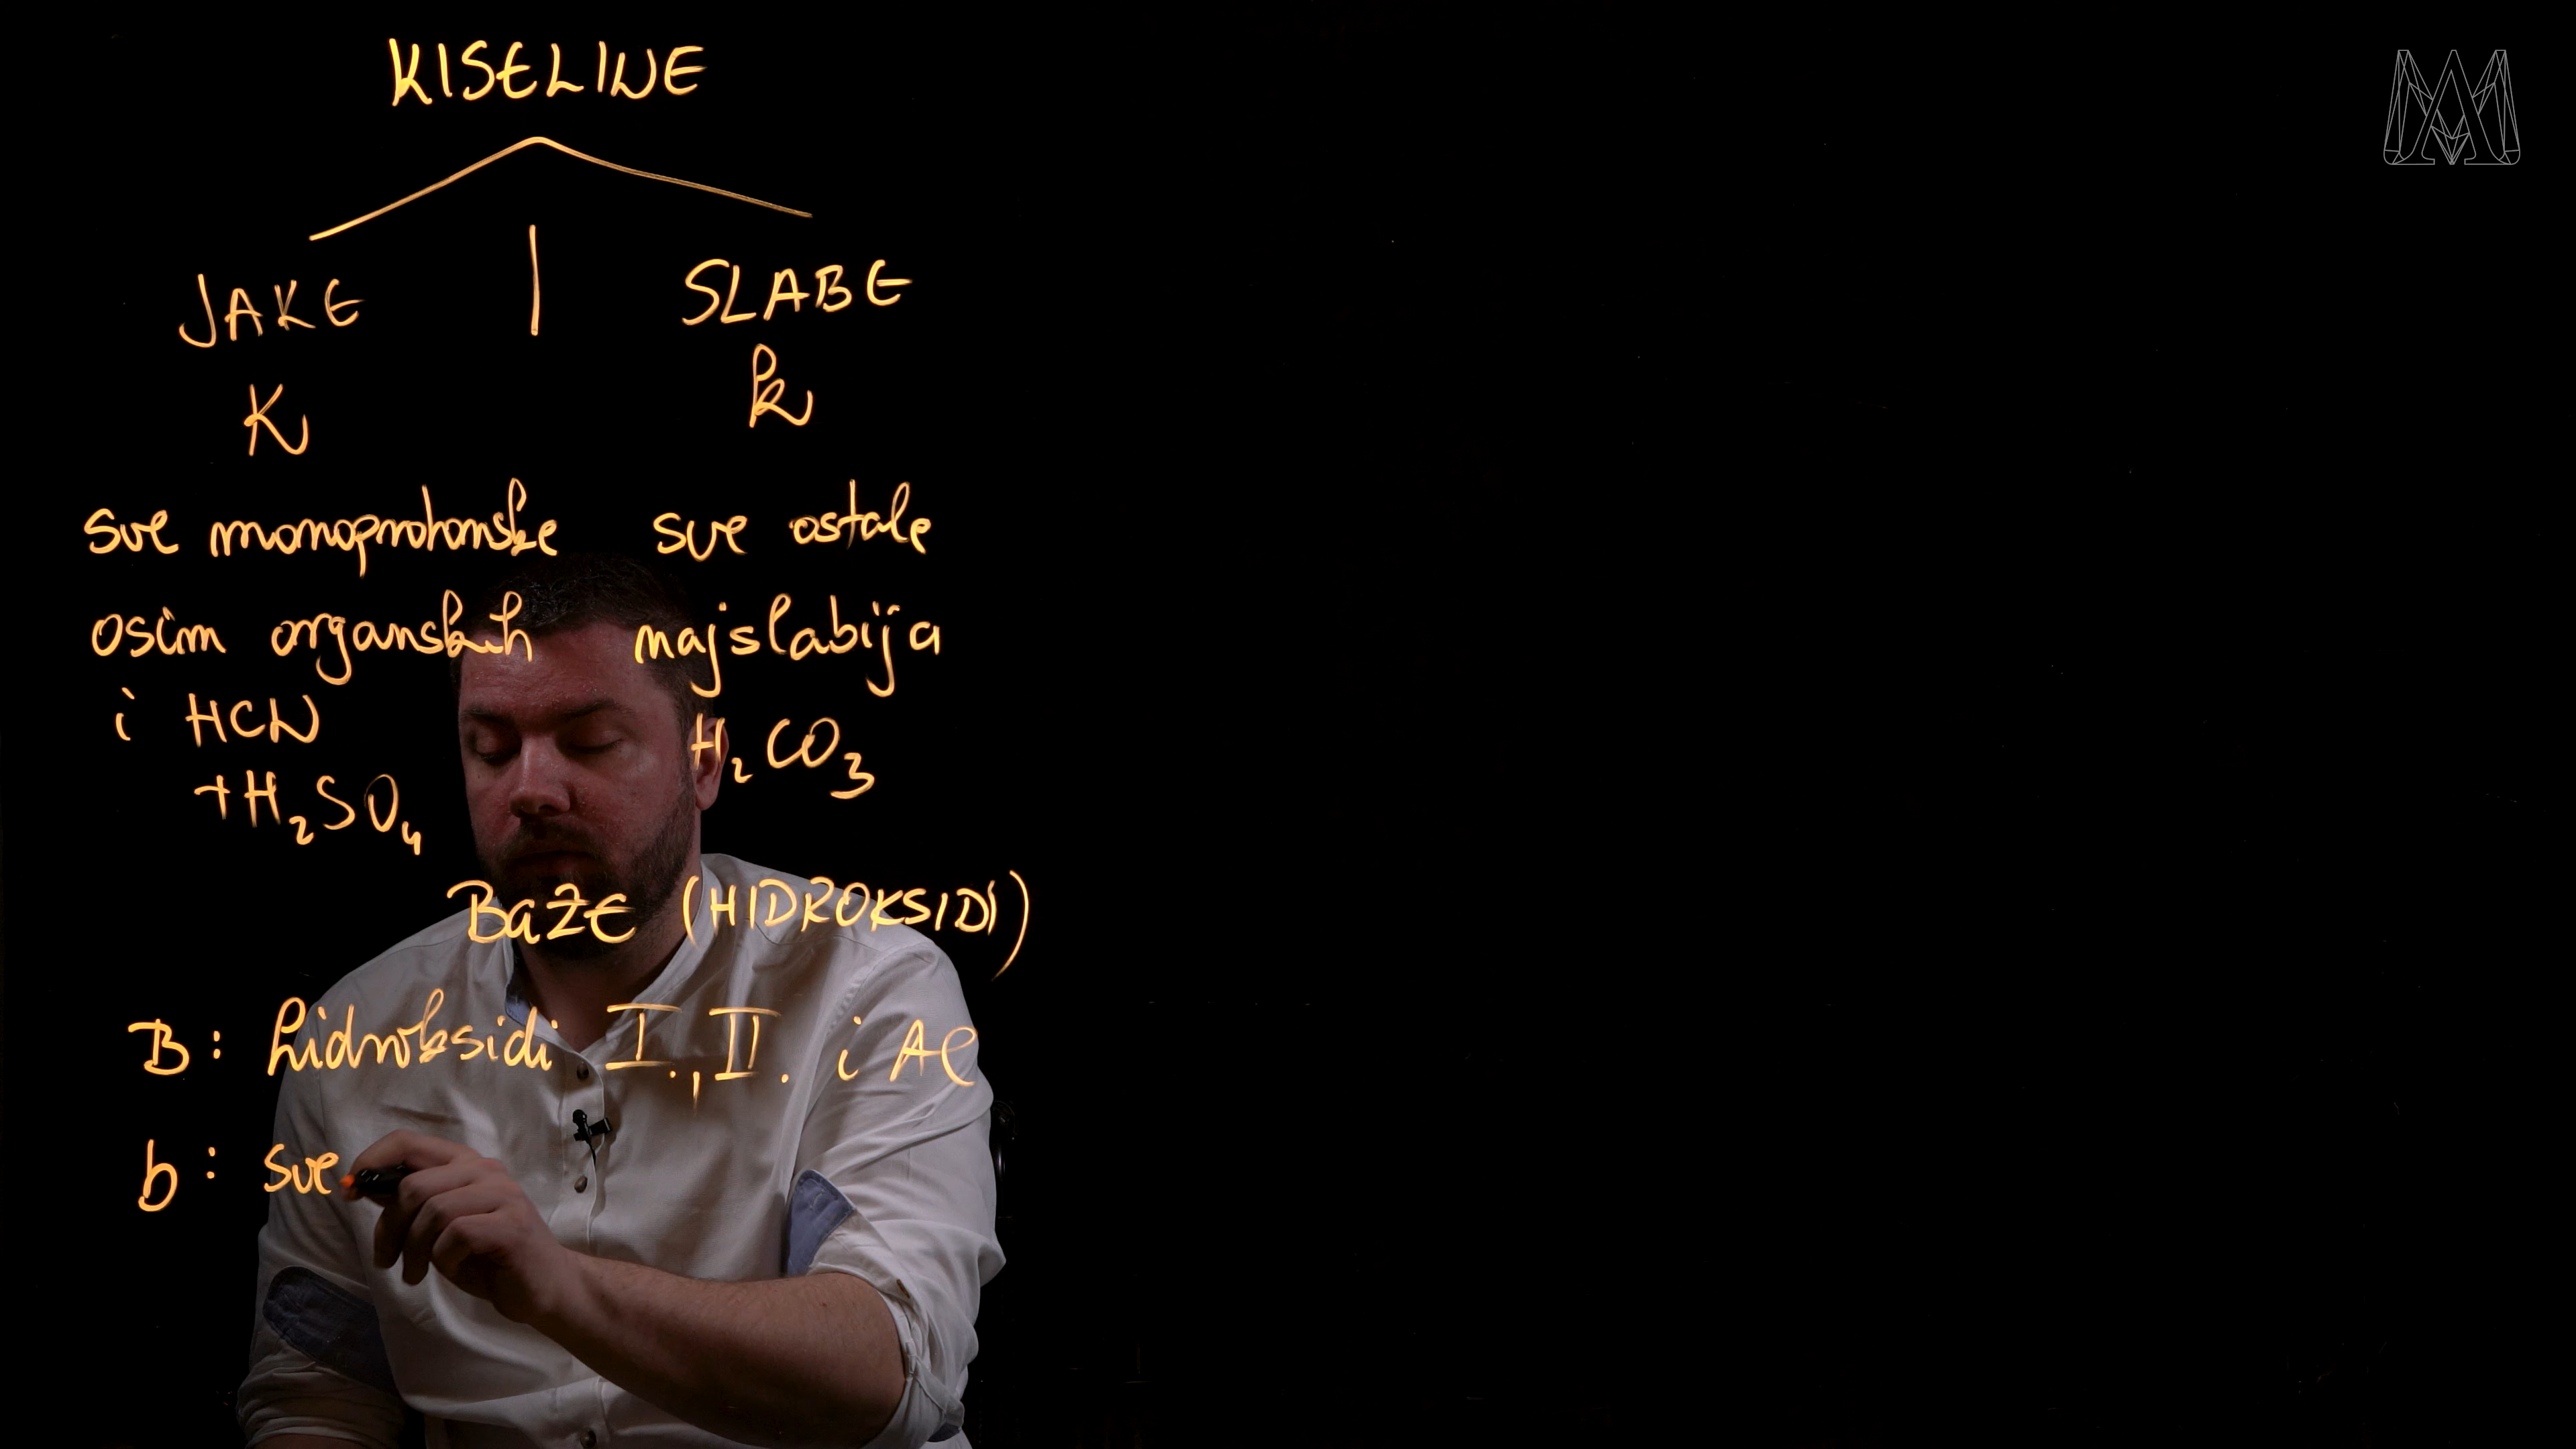 KISELINE
JAKE | SLABE
K k
sve monoprotonske sve ostale
osim organskih najslabija
i HCN H₂CO₃
+H₂SO₄
BAZE (HIDROKSIDI)
B: hidroksidi I., II. i Al
b: sve